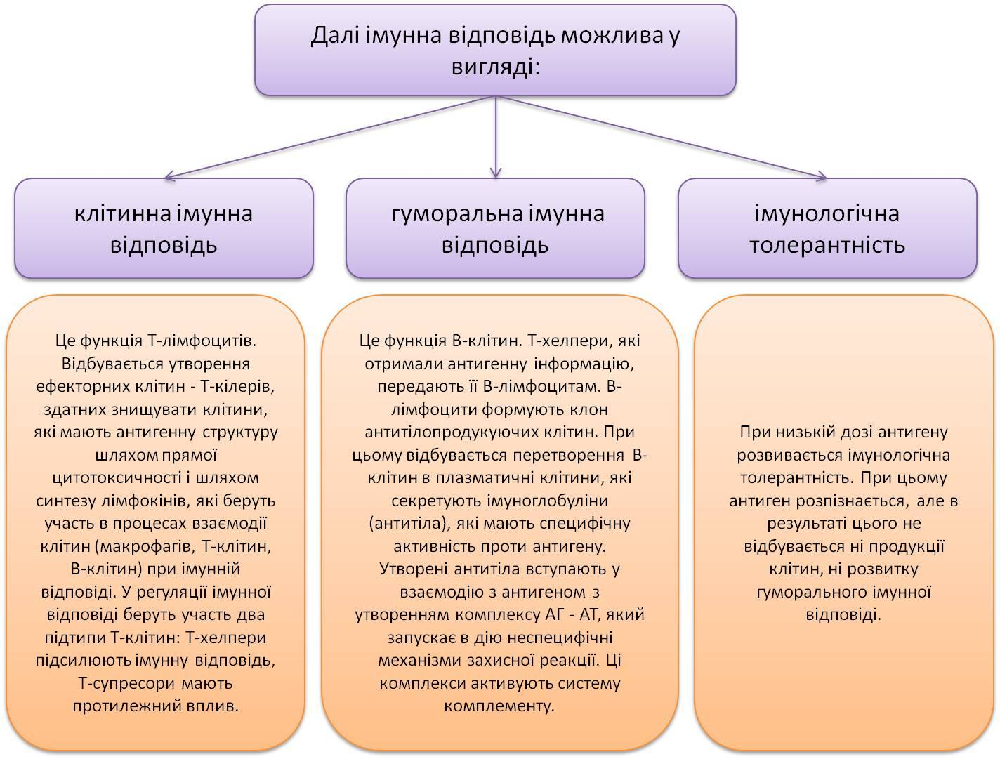 Далі імунна відповідь можлива у
вигляді:
клітинна імунна
відповідь
гуморальна імунна
відповідь
імунологічна
толерантність
Це функція Т-лімфоцитів.
Відбувається утворення
ефекторних клітин - Т-кілерів,
здатних знищувати клітини,
які мають антигенну структуру
шляхом прямої
цитотоксичності і шляхом
синтезу лімфокінів, які беруть
участь в процесах взаємодії
клітин (макрофагів, Т-клітин,
В-клітин) при імунній
відповіді. У регуляції імунної
відповіді беруть участь два
підтипи Т-клітин: Т-хелпери
підсилюють імунну відповідь,
Т-супресори мають
протилежний вплив.
Це функція В-клітин. Т-хелпери, які
отримали антигенну інформацію,
передають її В-лімфоцитам. В-
лімфоцити формують клон
антитілопродукуючих клітин. При
цьому відбувається перетворення В-
клітин в плазматичні клітини, які
секретують імуноглобуліни
(антитіла), які мають специфічну
активність проти антигену.
Утворені антитіла вступають у
взаємодію з антигеном з
утворенням комплексу АГ - АТ, який
запускає в дію неспецифічні
механізми захисної реакції. Ці
комплекси активують систему
комплементу.
При низькій дозі антигену
розвивається імунологічна
толерантність. При цьому
антиген розпізнається, але в
результаті цього не
відбувається ні продукції
клітин, ні розвитку
гуморального імунної
відповіді.